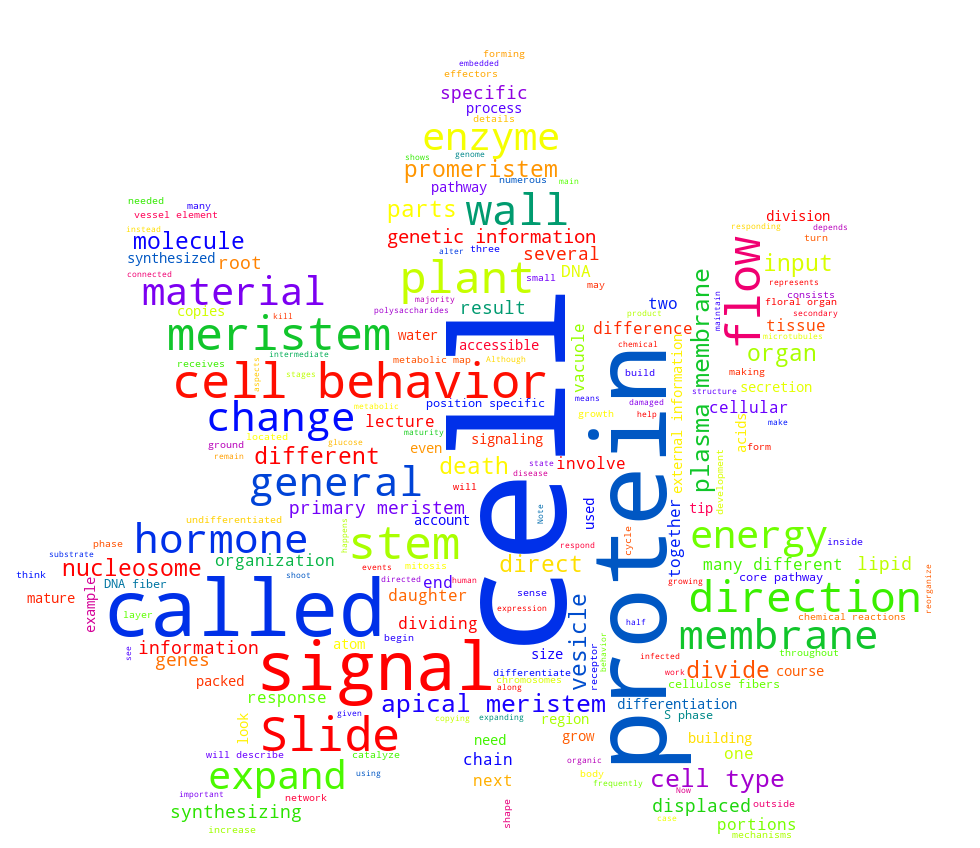 forming
embedded
effectors
specific
process
details
enzyme
shows
genome
promeristem
pathway
numerous
main
needed
many
vessel element
parts
wall
division
instead
genetic information
responding
depends
molecule
alter
three
several
flow
turn
synthesized
root
plant
DNA
input
connected
small
may
material
majority
represents
copies
polysaccharides
result
two
maintain
consists
floral organ
kill
product
secondary
meristem
water
accessible
difference
tissue
intermediate
chemical
microtubules
receives
metabolic map
Although
vacuole
organ
aspects
stages
cell behavior
build
making
plasma membrane
structure
secretion
metabolic
position specific
means
damaged
cellular
change
lecture
growth
help
external information
make
ground
located
maturity
signaling
acids
remain
glucose
even
form
different
death
state
involve
disease
general
will
cell
protein
development
primary meristem
Note
used
tip
undifferentiated
account
hormone
happens
stem
respond
cycle
together
energy
inside
phase
substrate
organization
events
mitosis
direct
many different
lipid
think
nucleosome
DNA fiber
shoot
directed
end
human
growing
core pathway
reorganize
mature
example
called
daughter
sense
direction
layer
expression
half
chemical reactions
dividing
begin
membrane
see
information
atom
size
vesicle
receptor
behavior
genes
signal
differentiate
infected
throughout
packed
chromosomes
work
divide
course
along
cellulose fibers
response
apical meristem
differentiation
given
copying
expanding
region
S phase
look
Slide
need
grow
building
will describe
catalyze
chain
organic
one
expand
using
next
body
frequently
cell type
important
network
Now
synthesizing
shape
displaced
outside
case
increase
portions
mechanisms